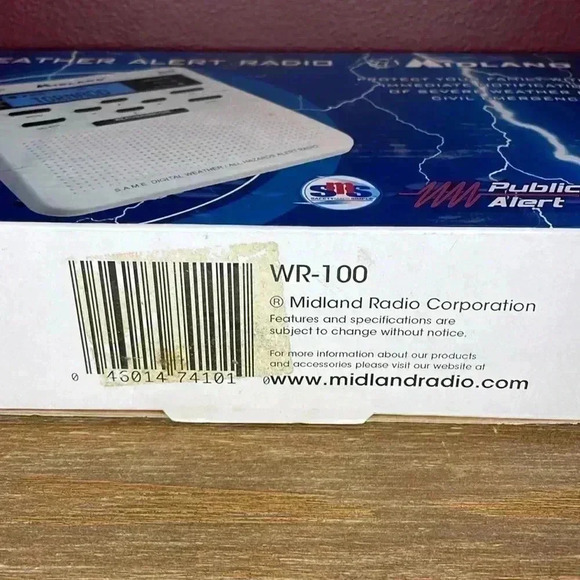 EATHER ALERT RADIO
MIDLAND
PROTECT YOUR FAMILY
IMMEDIATE NOTIFICATION
OF SEVERE WEATHER
CIVIL EMERGENC
MIDLAND
TORNADO
S.A.M.E. DIGITAL WEATHER / ALL HAZARDS ALERT RADIO
Public
Alert
WR-100
® Midland Radio Corporation
Features and specifications are
subject to change without notice.
For more information about our products
and accessories please visit our website at
www.midlandradio.com
0 46014 74101 0